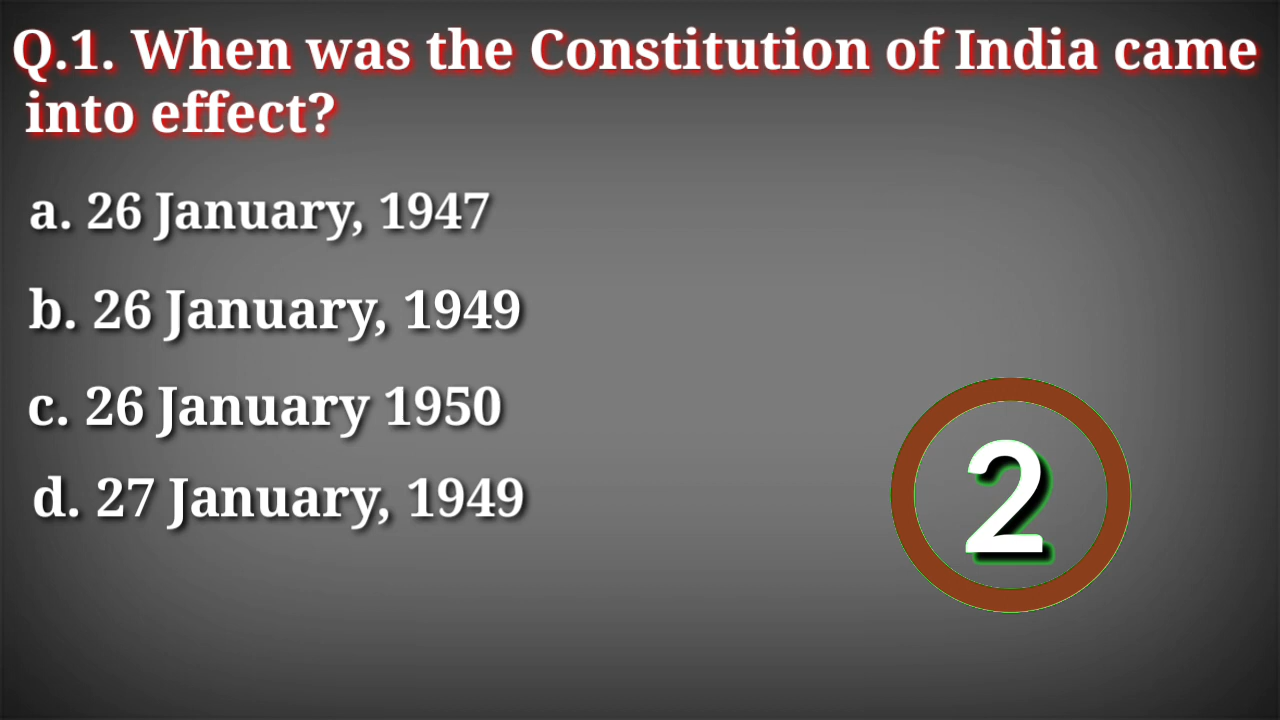 Q.1. When was the Constitution of India came
into effect?
a. 26 January, 1947
b. 26 January, 1949
c. 26 January 1950
d. 27 January, 1949
2